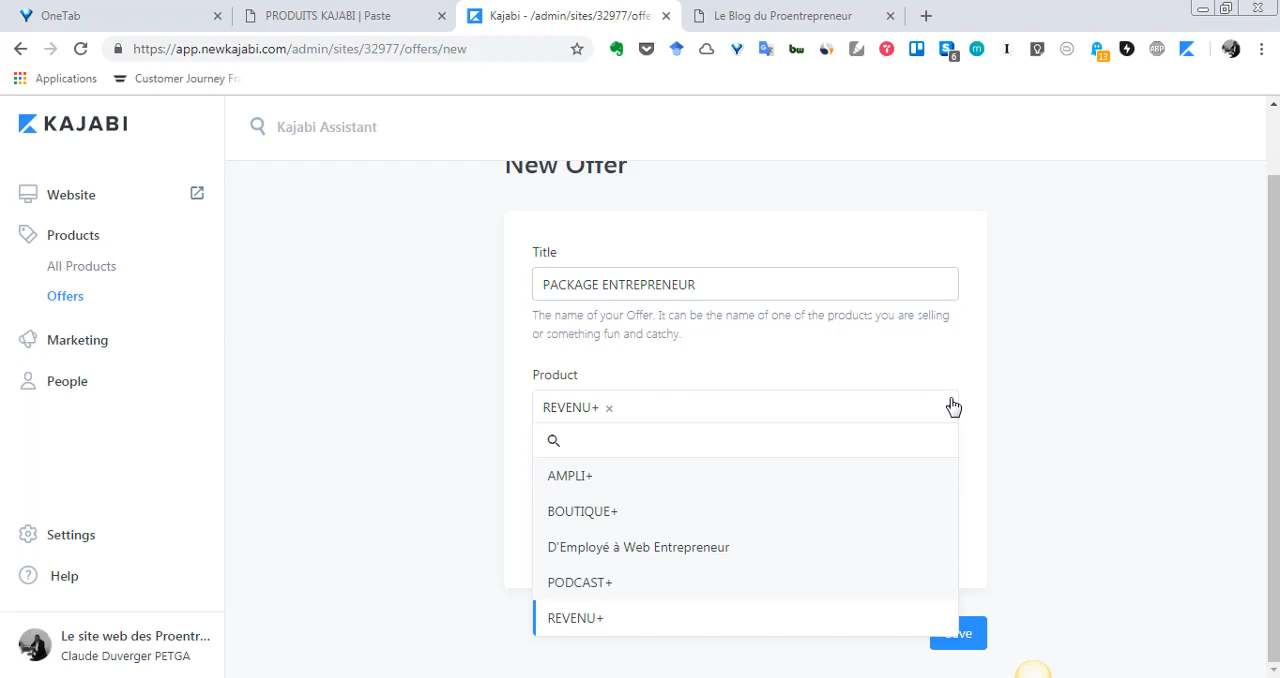 OneTab
PRODUITS KAJABI | Paste
Kajabi - /admin/sites/32977/offe
Le Blog du Proentrepreneur
https://app.newkajabi.com/admin/sites/32977/offers/new
bw
6
m
I
13
ABP
Applications
Customer Journey Fr
KAJABI
Kajabi Assistant
New Offer
Website
Products
All Products
Offers
Marketing
People
Settings
Help
Le site web des Proentr...
Claude Duverger PETGA
Title
PACKAGE ENTREPRENEUR
The name of your Offer. It can be the name of one of the products you are selling
or something fun and catchy.
Product
REVENU+ ×
AMPLI+
BOUTIQUE+
D'Employé à Web Entrepreneur
PODCAST+
REVENU+